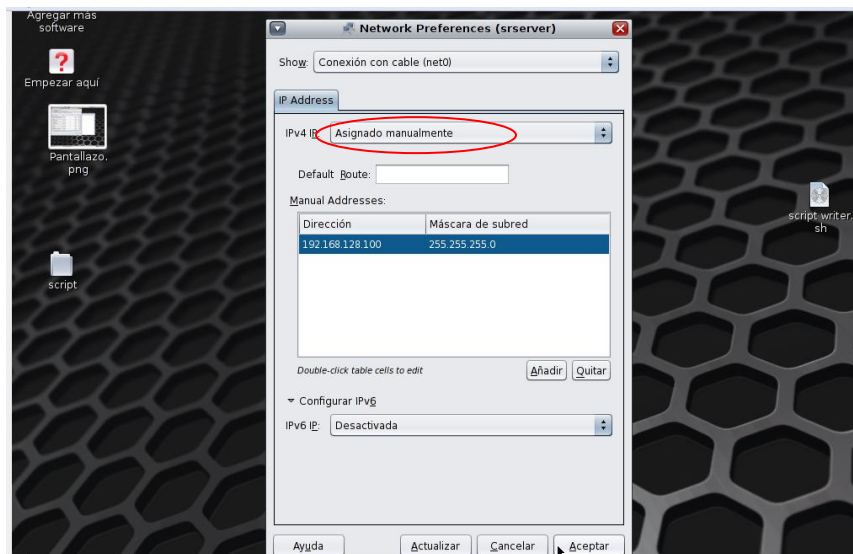 Agregar más
software
Empezar aquí
Pantallazo.
png
script
script writer.
sh
Network Preferences (srserver)
Show: Conexión con cable (net0)
IP Address
IPv4 IP: Asignado manualmente
Default Route:
Manual Addresses:
Dirección Máscara de subred
192.168.128.100 255.255.255.0
Double-click table cells to edit Añadir Quitar
Configurar IPv6
IPv6 IP: Desactivada
Ayuda Actualizar Cancelar Aceptar